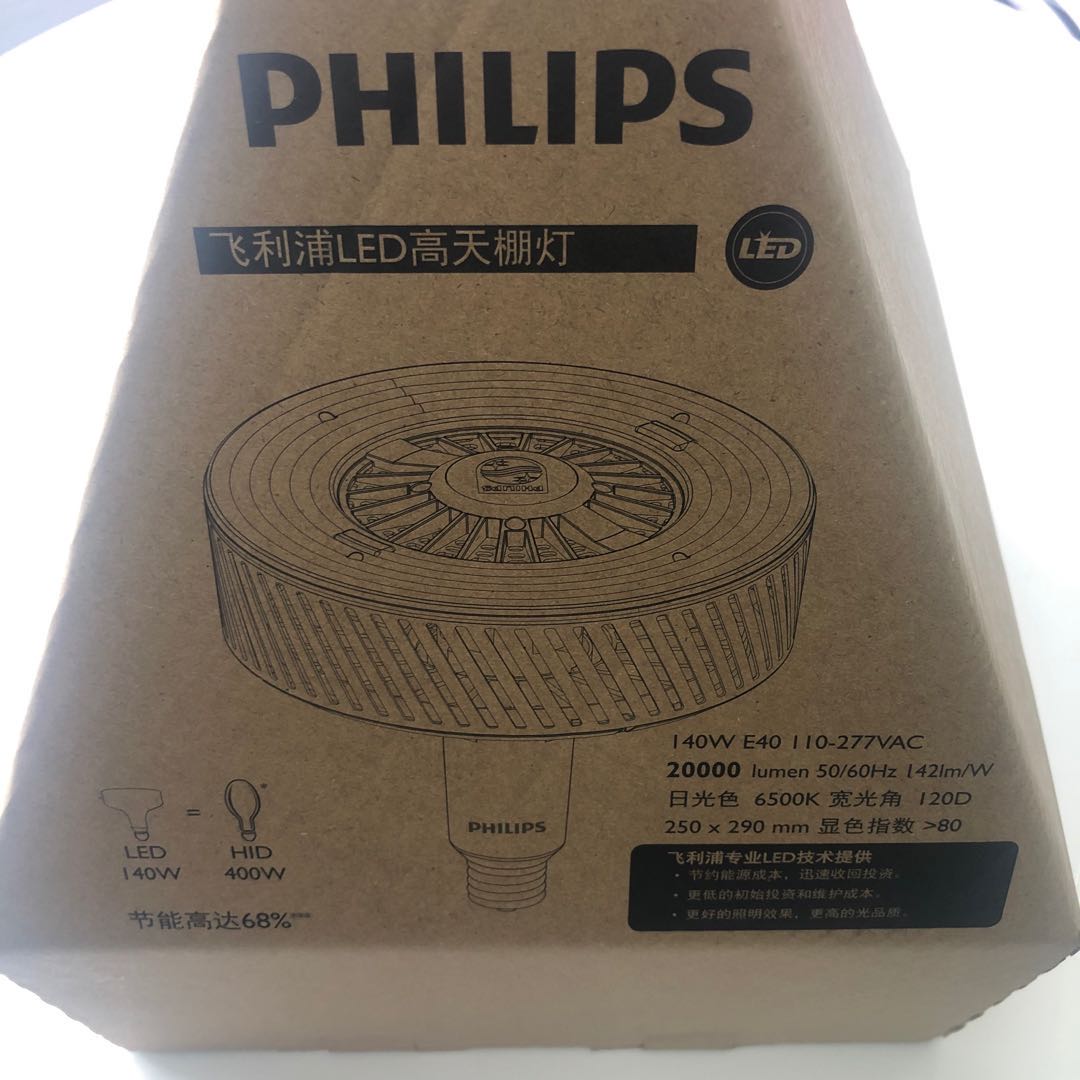 PHILIPS
飞利浦LED高天棚灯
LED
PHILIPS
PHILIPS
140W E40 110-277VAC
20000 lumen 50/60Hz 142lm/W
日光色 6500K 宽光角 120D
250 x 290 mm 显色指数 >80
LED
140W
=
HID*
400W
节能高达68%***
飞利浦专业LED技术提供
· 节约能源成本，迅速收回投资。
· 更低的初始投资和维护成本。
· 更好的照明效果，更高的光品质。